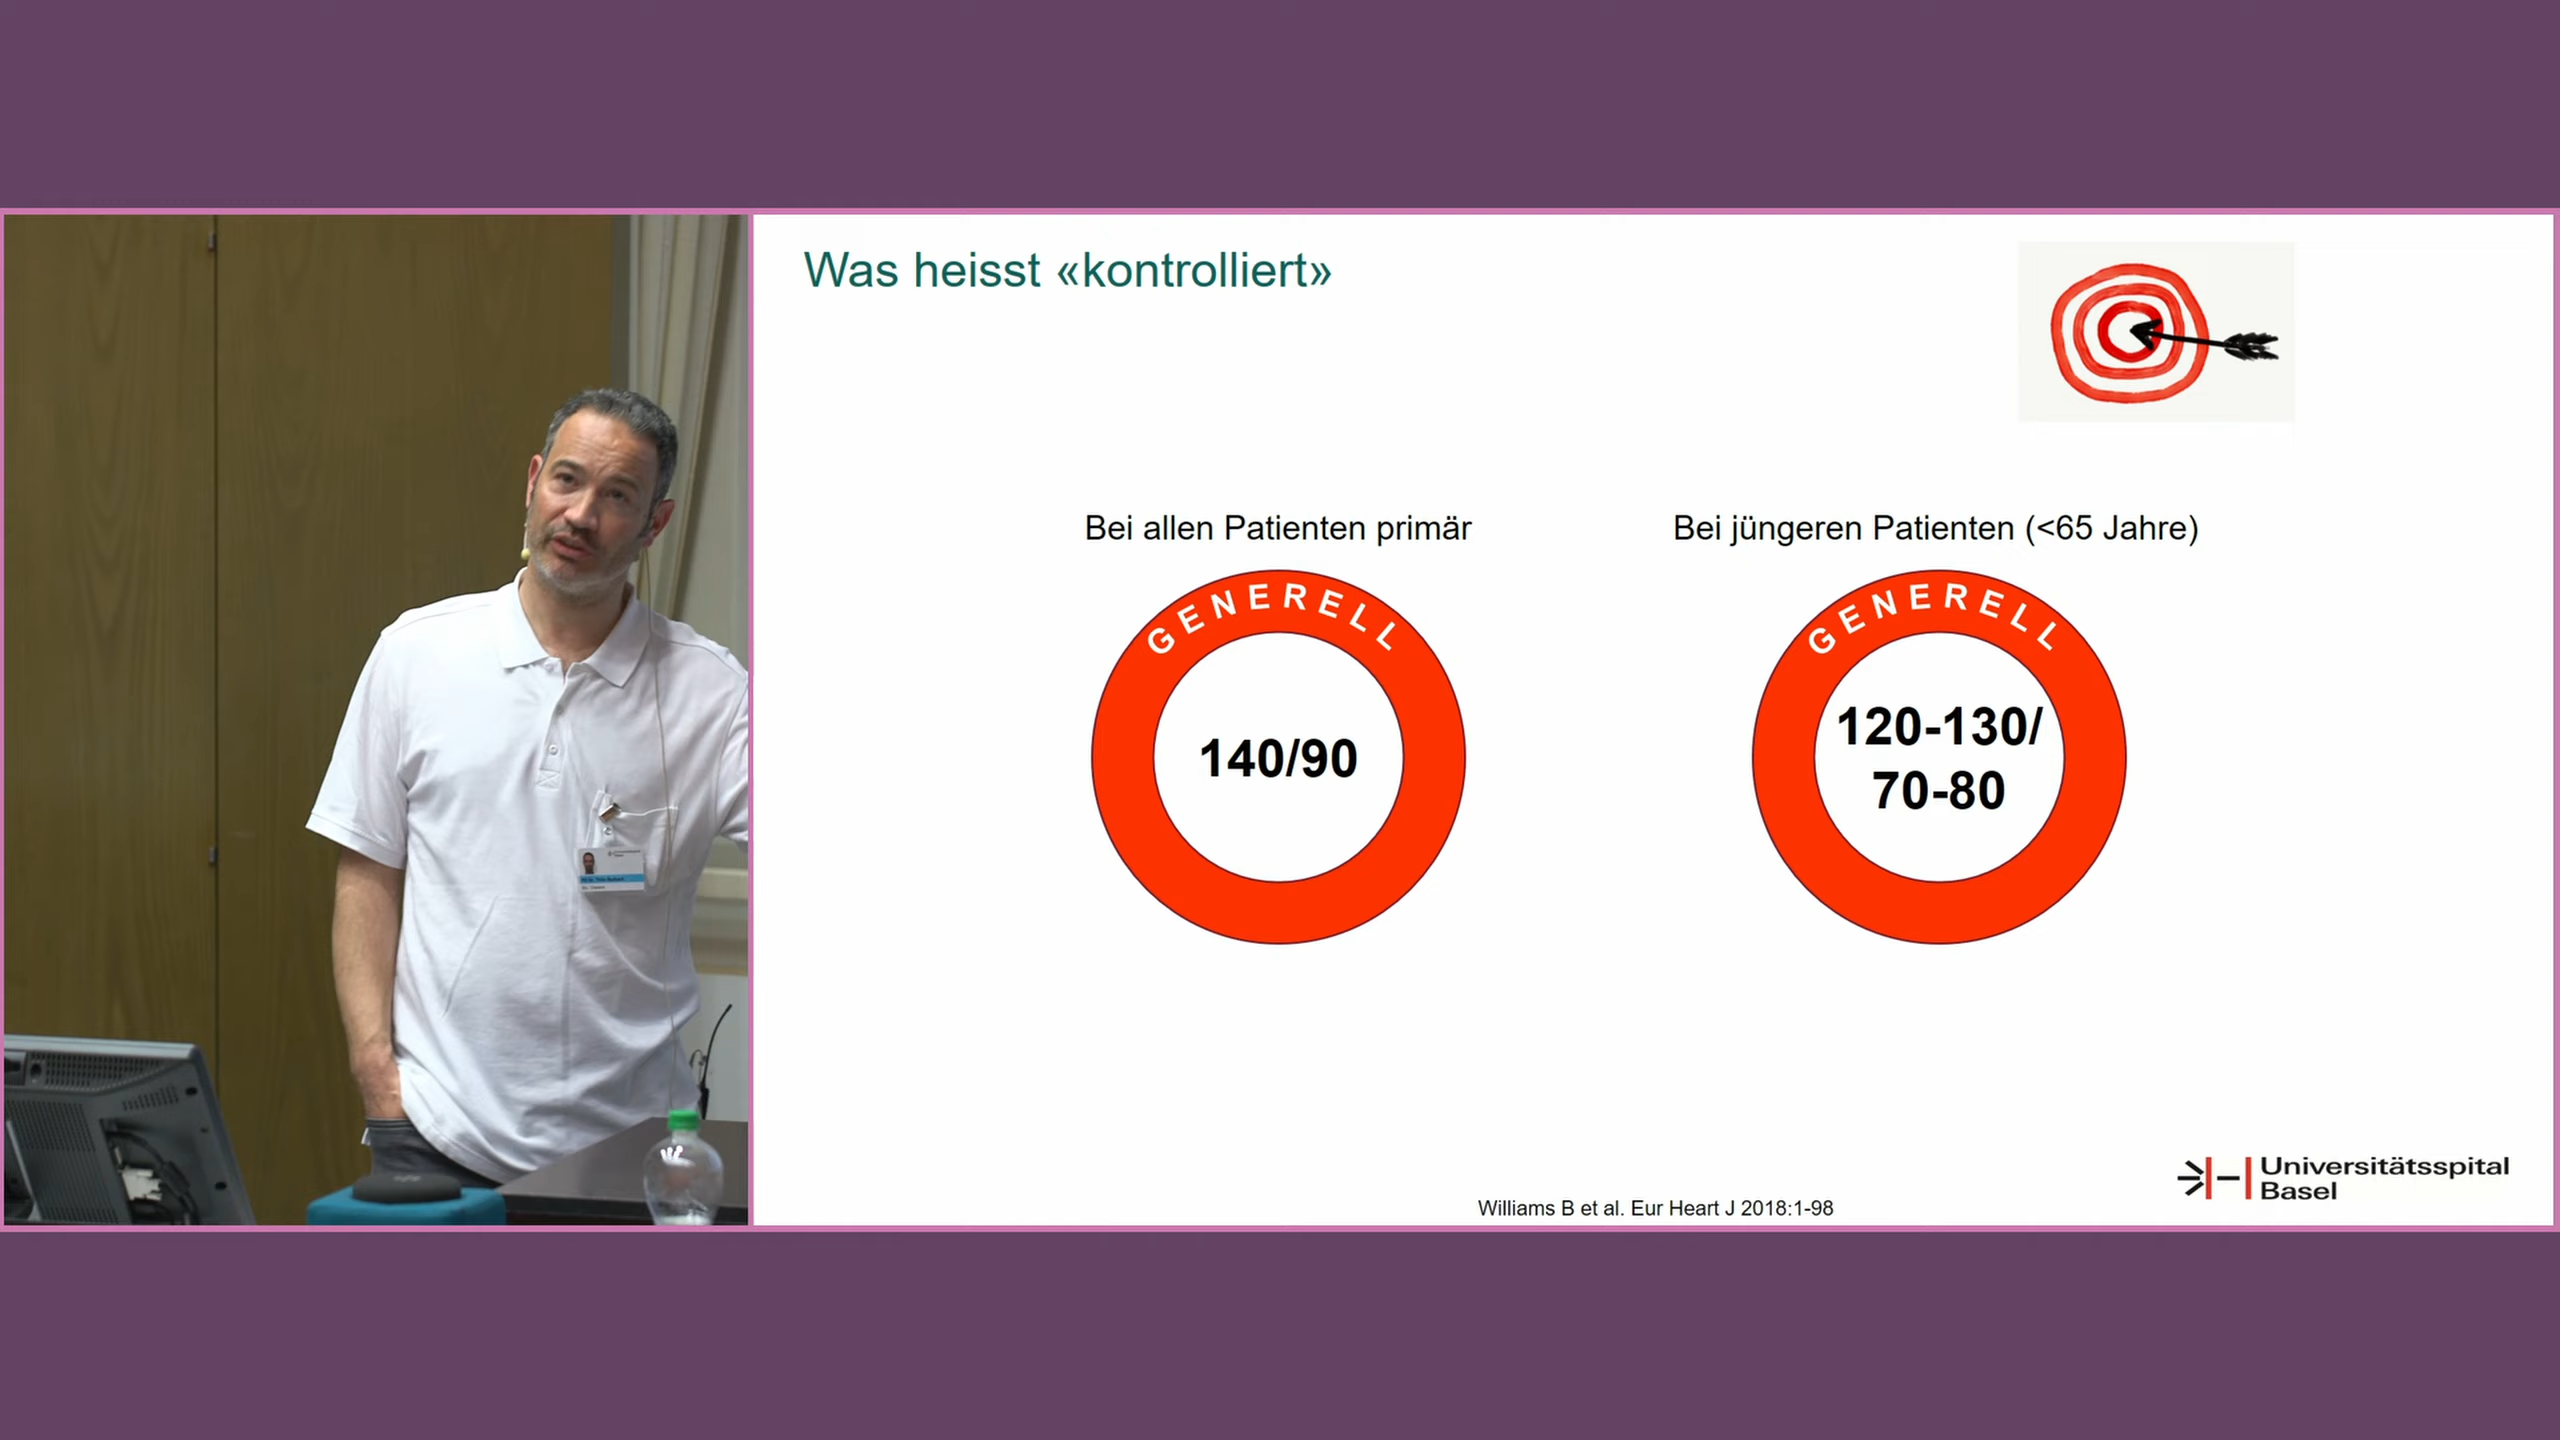 Was heisst «kontrolliert»
Bei allen Patienten primär
GENERELL
140/90
Bei jüngeren Patienten (<65 Jahre)
GENERELL
120-130/
70-80
Williams B et al. Eur Heart J 2018:1-98
Universitätsspital
Basel